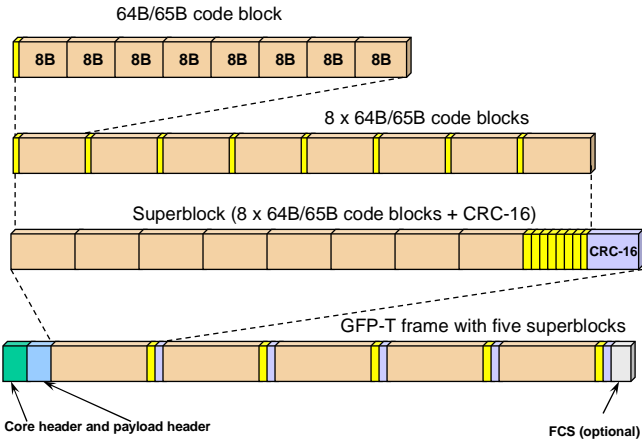 64B/65B code block
8B 8B 8B 8B 8B 8B 8B 8B
8 x 64B/65B code blocks
Superblock (8 x 64B/65B code blocks + CRC-16)
CRC-16
GFP-T frame with five superblocks
Core header and payload header
FCS (optional)